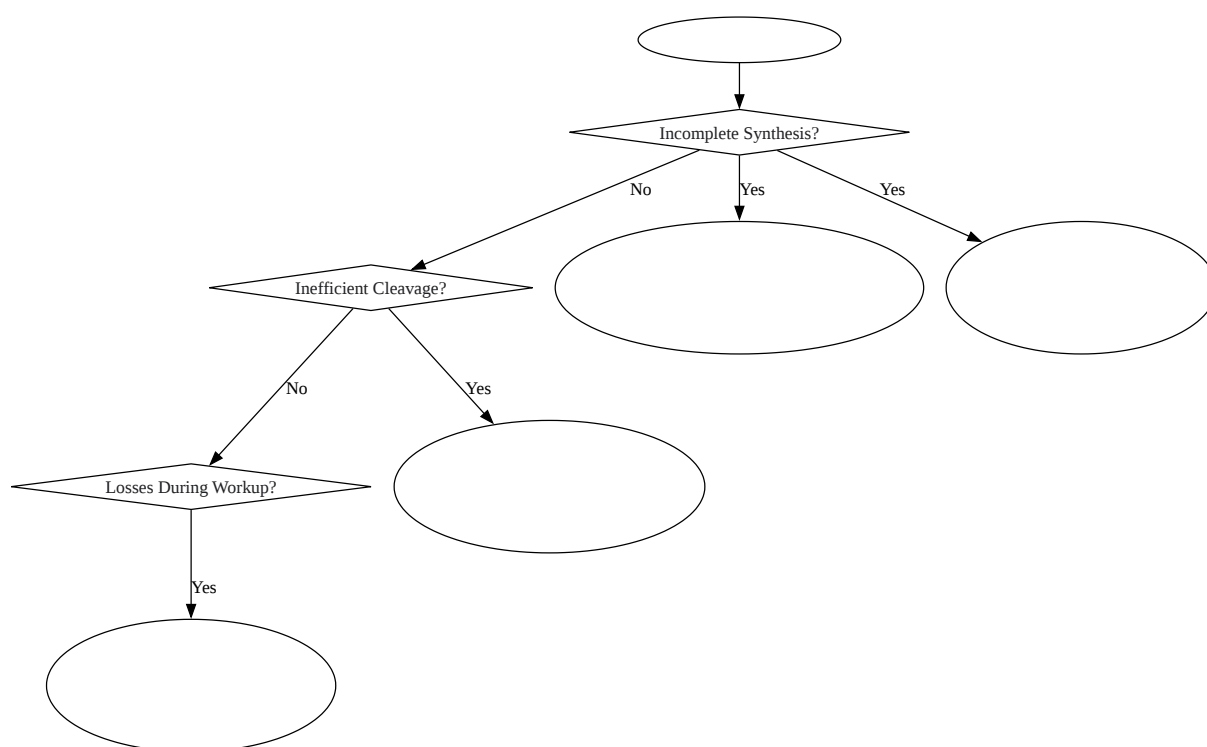 Incomplete Synthesis?
No
Yes
Yes
Inefficient Cleavage?
No
Yes
Losses During Workup?
Yes